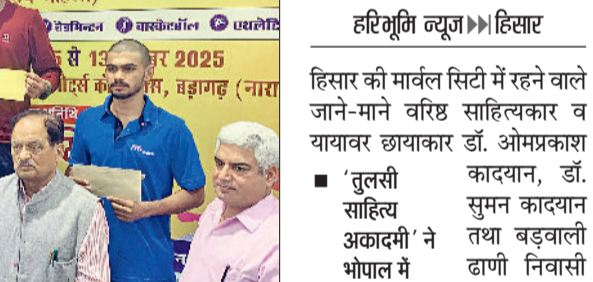 बैडमिन्टन वास्केटबॉल एथलेटि
5 से 13 2025
बड़ागढ़ (नारा
हरिभूमि न्यूज ▶▶ हिसार
हिसार की मार्वल सिटी में रहने वाले
जाने-माने वरिष्ठ साहित्यकार व
यायावर छायाकार डॉ. ओमप्रकाश
कादयान, डॉ.
सुमन कादयान
तथा बड़वाली
ढाणी निवासी
■ 'तुलसी
साहित्य
अकादमी' ने
भोपाल में